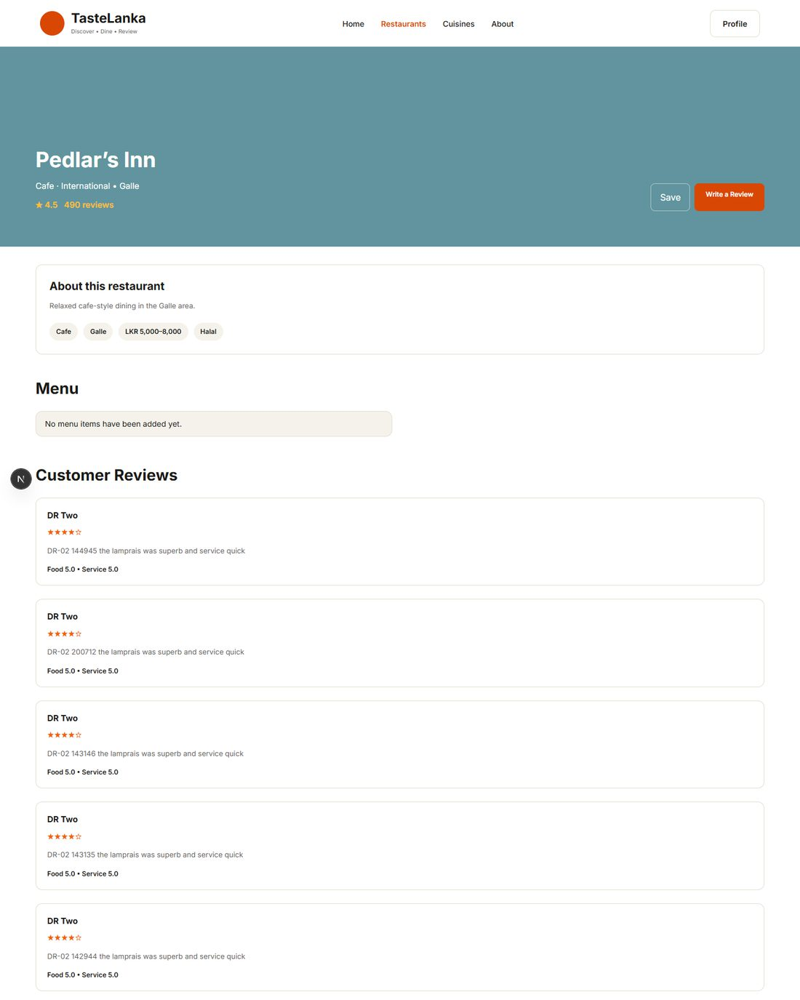 TasteLanka
Discover • Dine • Review
Home
Restaurants
Cuisines
About
Profile
Pedlar’s Inn
Cafe · International • Galle
★ 4.5 490 reviews
Save
Write a Review
About this restaurant
Relaxed cafe-style dining in the Galle area.
Cafe
Galle
LKR 5,000–8,000
Halal
Menu
No menu items have been added yet.
N
Customer Reviews
DR Two
★★★★☆
DR-02 144945 the lamprais was superb and service quick
Food 5.0 • Service 5.0
DR Two
★★★★☆
DR-02 200712 the lamprais was superb and service quick
Food 5.0 • Service 5.0
DR Two
★★★★☆
DR-02 143146 the lamprais was superb and service quick
Food 5.0 • Service 5.0
DR Two
★★★★☆
DR-02 143135 the lamprais was superb and service quick
Food 5.0 • Service 5.0
DR Two
★★★★☆
DR-02 142944 the lamprais was superb and service quick
Food 5.0 • Service 5.0